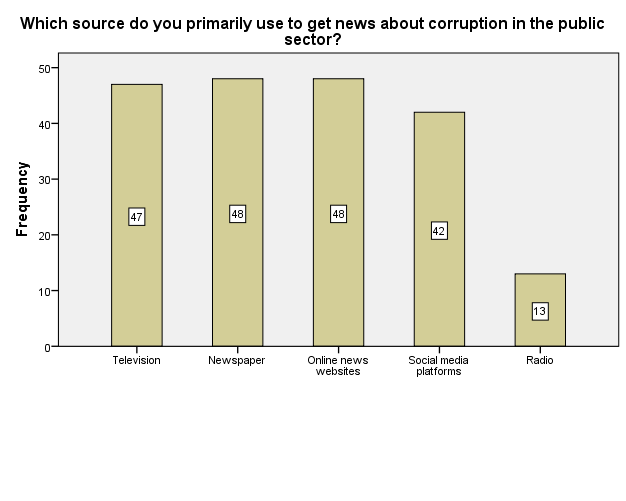 Which source do you primarily use to get news about corruption in the public
sector?
Frequency
50
40
30
20
10
0
47
48
48
42
13
Television
Newspaper
Online news
websites
Social media
platforms
Radio